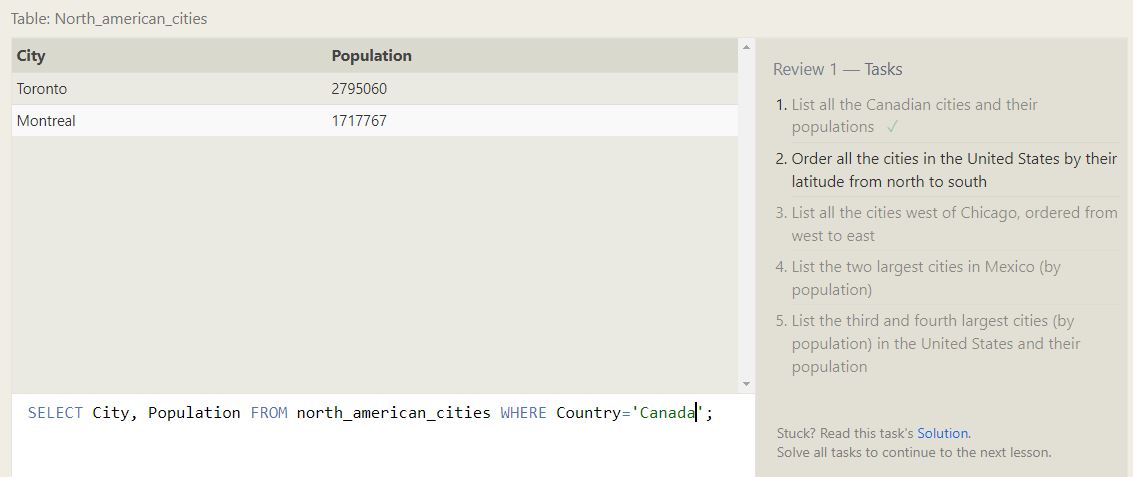 Table: North_american_cities
City Population
Toronto 2795060
Montreal 1717767
SELECT City, Population FROM north_american_cities WHERE Country='Canada';
Review 1 — Tasks
1. List all the Canadian cities and their
populations ✓
2. Order all the cities in the United States by their
latitude from north to south
3. List all the cities west of Chicago, ordered from
west to east
4. List the two largest cities in Mexico (by
population)
5. List the third and fourth largest cities (by
population) in the United States and their
population
Stuck? Read this task's Solution.
Solve all tasks to continue to the next lesson.